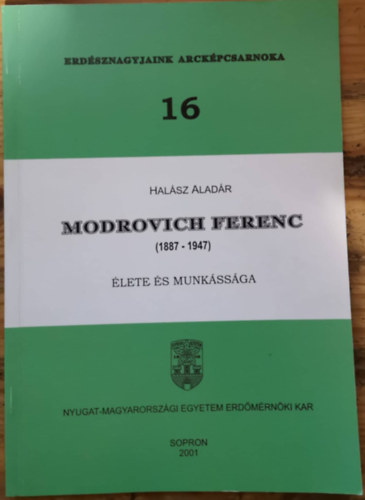 ERDÉSZNAGYJAINK ARCKÉPCSARNOKA
16
HALÁSZ ALADÁR
MODROVICH FERENC
(1887 - 1947)
ÉLETE ÉS MUNKÁSSÁGA
NYUGAT-MAGYARORSZÁGI EGYETEM ERDŐMÉRNÖKI KAR
SOPRON
2001